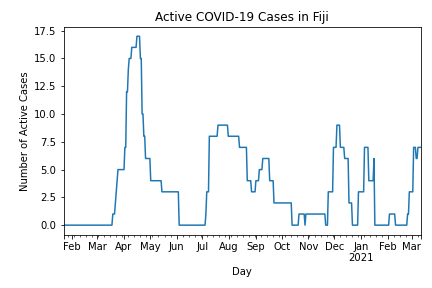 Active COVID-19 Cases in Fiji
Number of Active Cases
17.5
15.0
12.5
10.0
7.5
5.0
2.5
0.0
Feb Mar Apr May Jun Jul Aug Sep Oct Nov Dec Jan Feb Mar
2021
Day